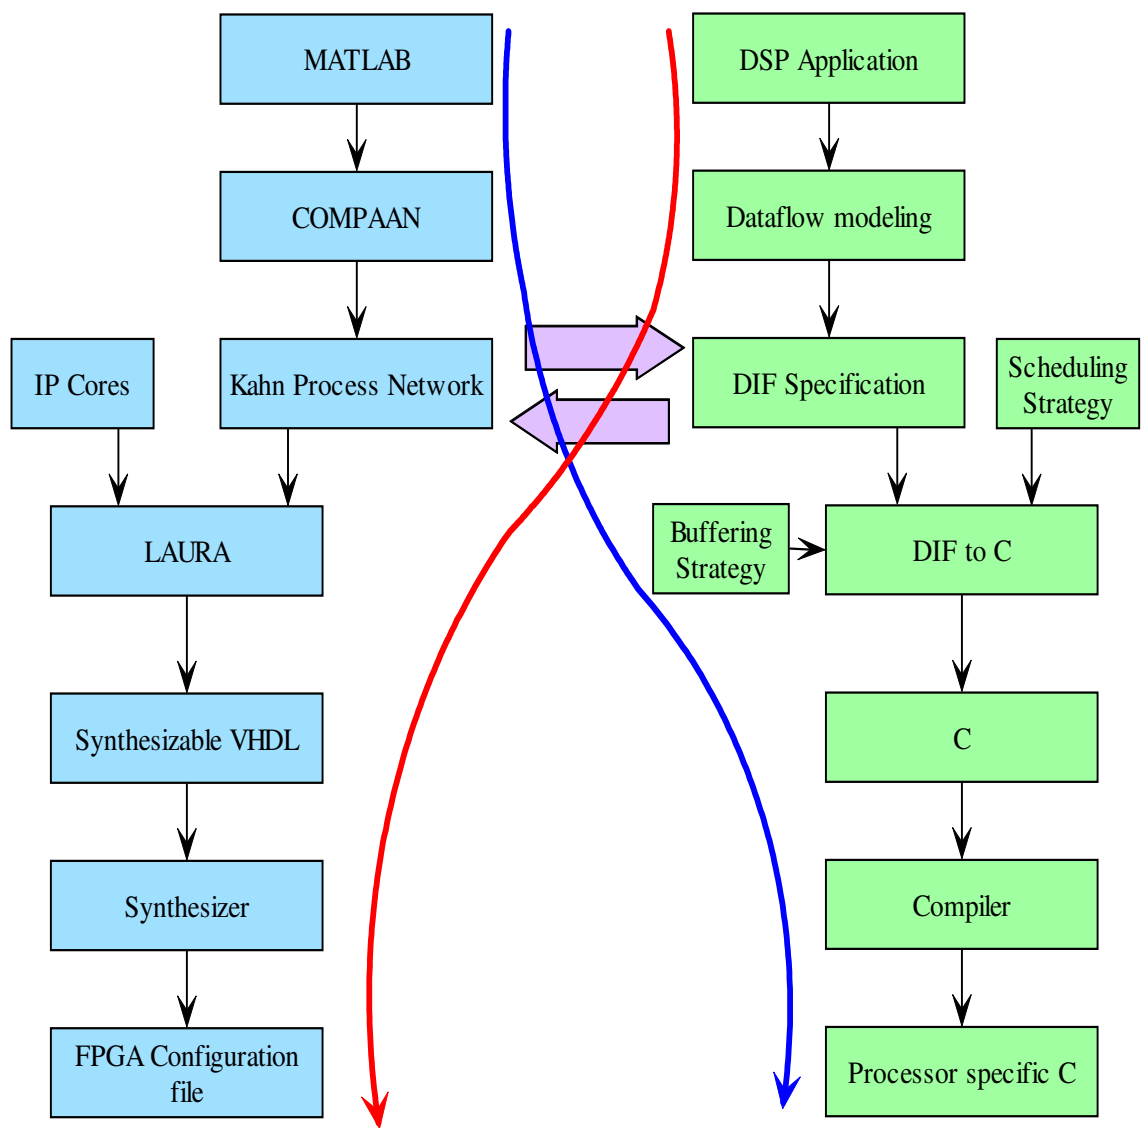 MATLAB
DSP Application
COMPAAN
Dataflow modeling
IP Cores
Kahn Process Network
DIF Specification
Scheduling
Strategy
LAURA
Buffering
Strategy
DIF to C
Synthesizable VHDL
C
Synthesizer
Compiler
FPGA Configuration
file
Processor specific C